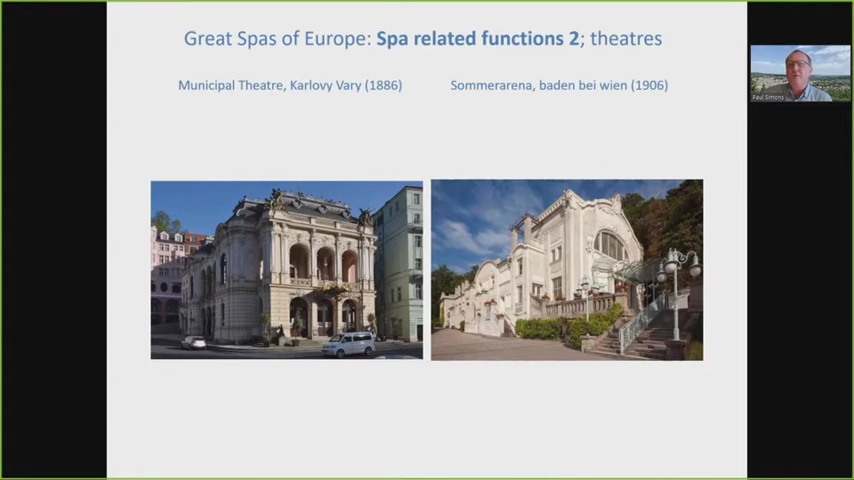 Great Spas of Europe: Spa related functions 2; theatres
Municipal Theatre, Karlovy Vary (1886)
Sommerarena, baden bei wien (1906)
Paul Simons